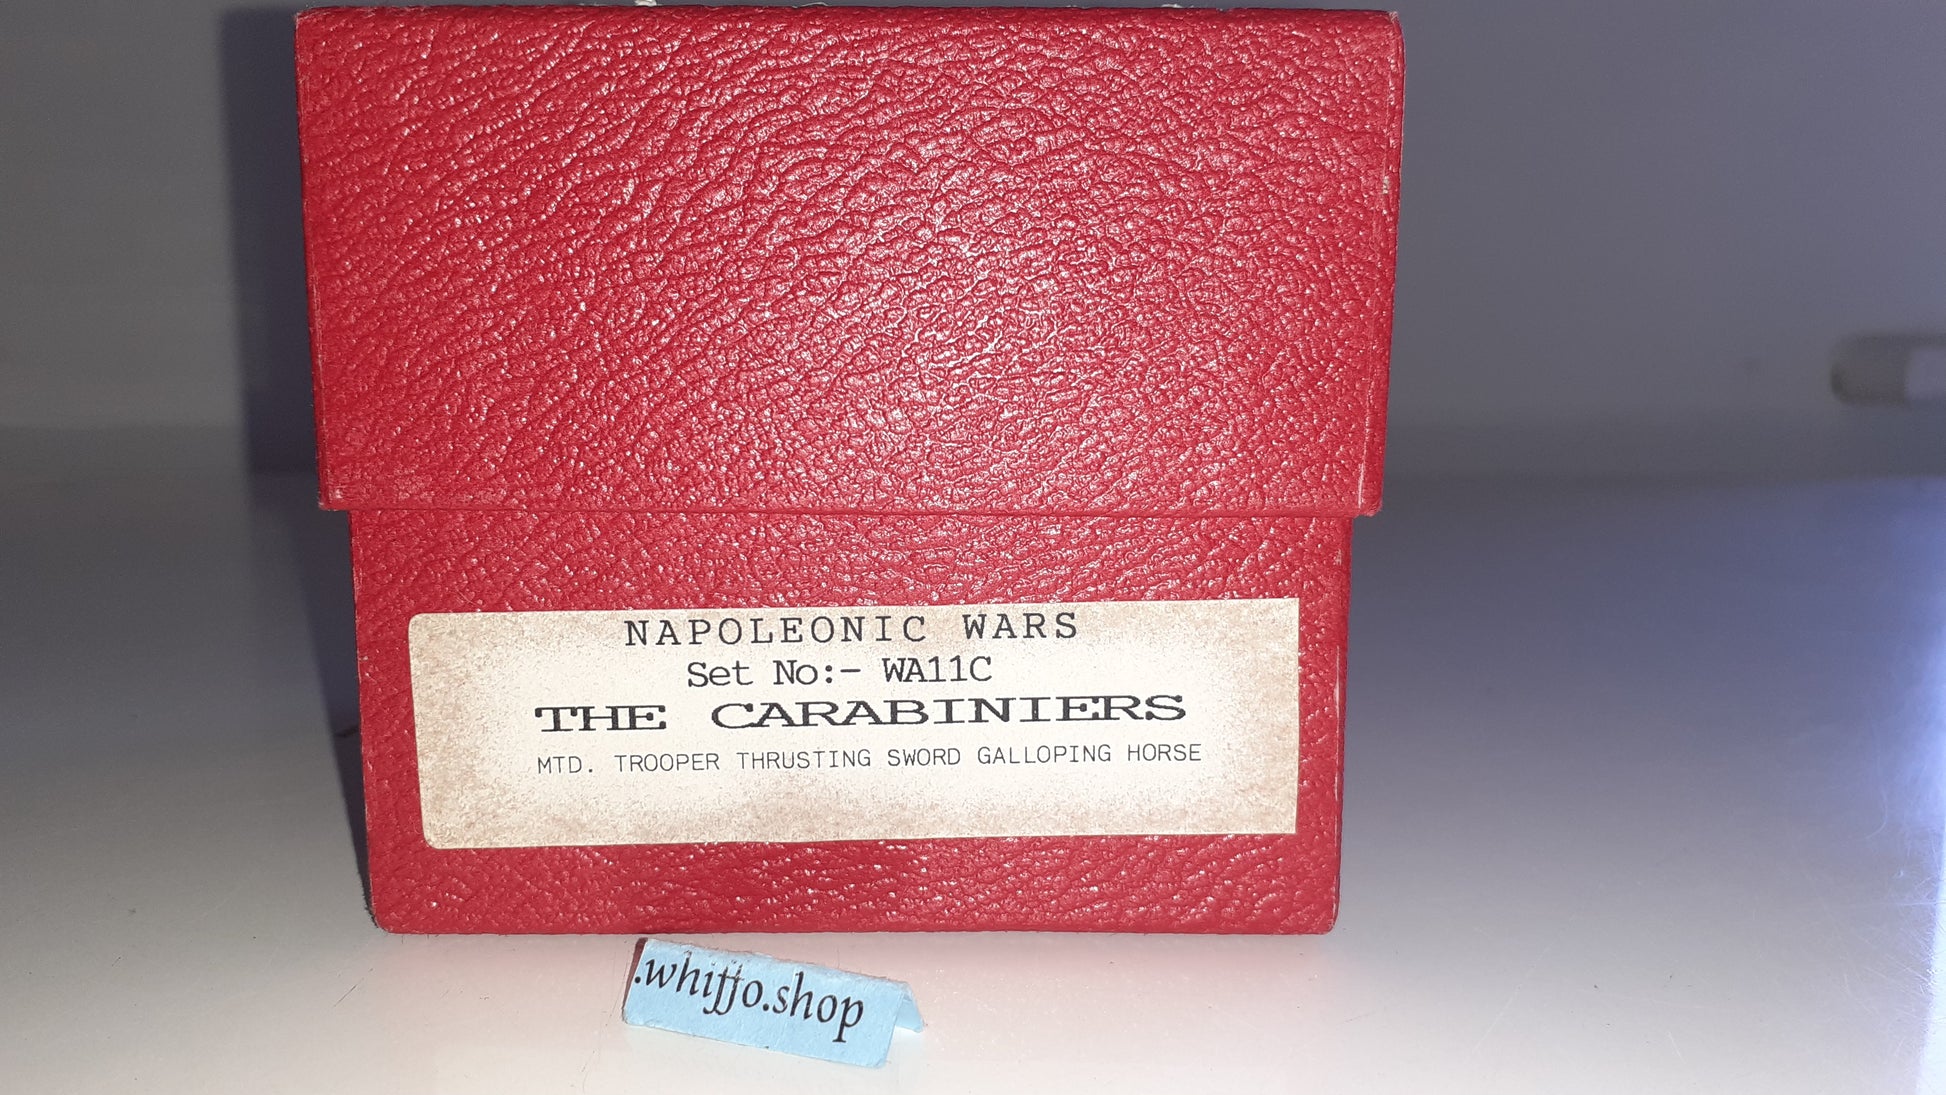 NAPOLEONIC WARS
Set No:- WA11C
THE CARABINIERS
MTD. TROOPER THRUSTING SWORD GALLOPING HORSE
.whiffo.shop